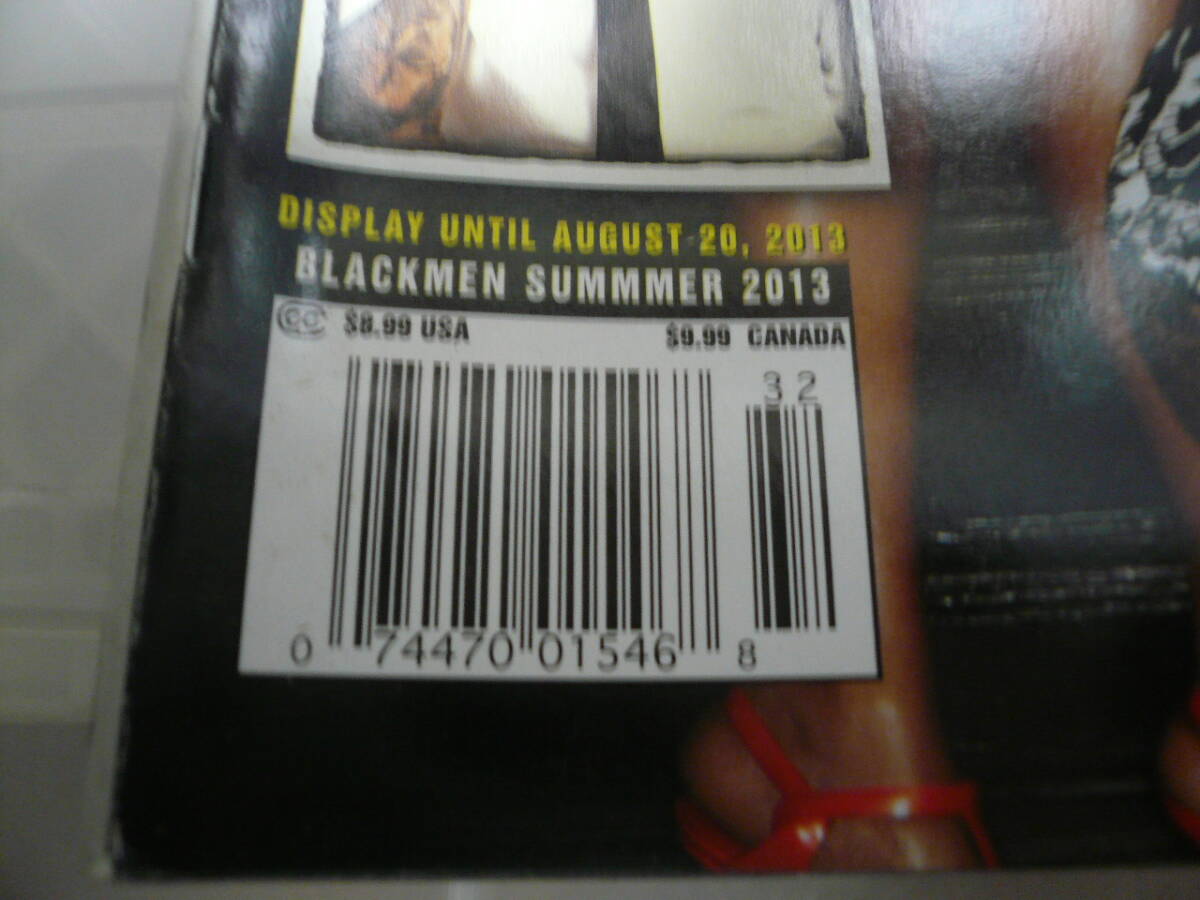 DISPLAY UNTIL AUGUST 20, 2013
BLACKMEN SUMMMER 2013
CC $8.99 USA $9.99 CANADA
32
0 74470 01546 8